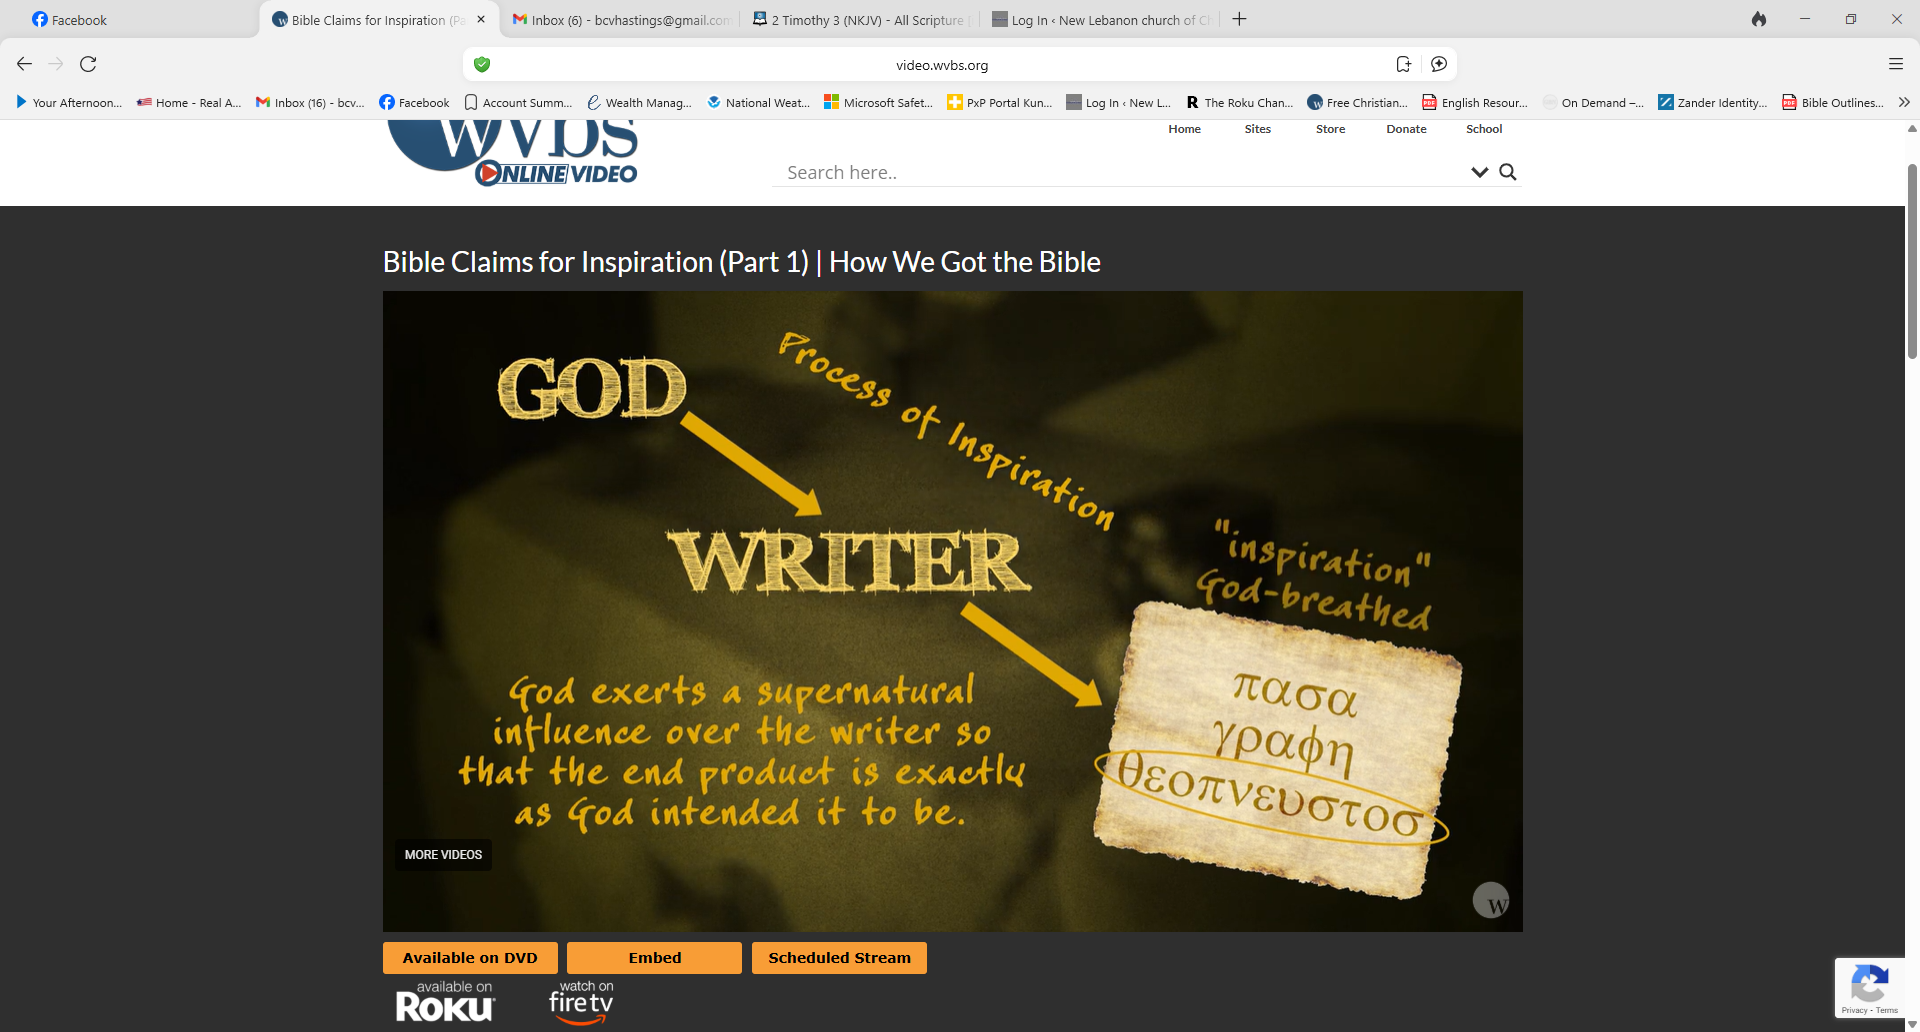 Facebook
Bible Claims for Inspiration (Pa
Inbox (6) - bcvhastings@gmail.com
2 Timothy 3 (NKJV) - All Scripture
Log In ‹ New Lebanon church of Ch
video.wvbs.org
Your Afternoon...
Home - Real A...
Inbox (16) - bcv...
Facebook
Account Summ...
Wealth Manag...
National Weat...
Microsoft Safet...
PxP Portal Kun...
Log In ‹ New L...
The Roku Chan...
Free Christian...
English Resour...
On Demand –...
Zander Identity...
Bible Outlines...
wvbs
ONLINE VIDEO
Home
Sites
Store
Donate
School
Search here..
Bible Claims for Inspiration (Part 1) | How We Got the Bible
GOD
Process of Inspiration
WRITER
"inspiration"
God-breathed
πασα
γραφη
θεοπνευστοσ
God exerts a supernatural
influence over the writer so
that the end product is exactly
as God intended it to be.
MORE VIDEOS
W
Available on DVD
Embed
Scheduled Stream
available on
ROKU
watch on
firetv
Privacy - Terms